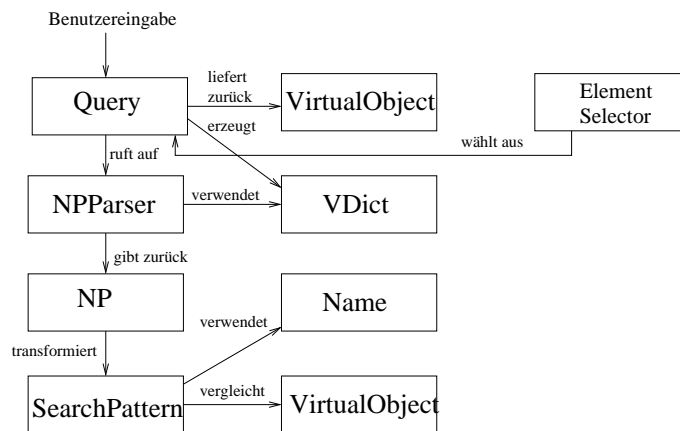 Benutzereingabe
Query
liefert
zurück
VirtualObject
Element
Selector
erzeugt
wählt aus
ruft auf
NPParser
verwendet
VDict
gibt zurück
NP
Name
verwendet
transformiert
SearchPattern
vergleicht
VirtualObject